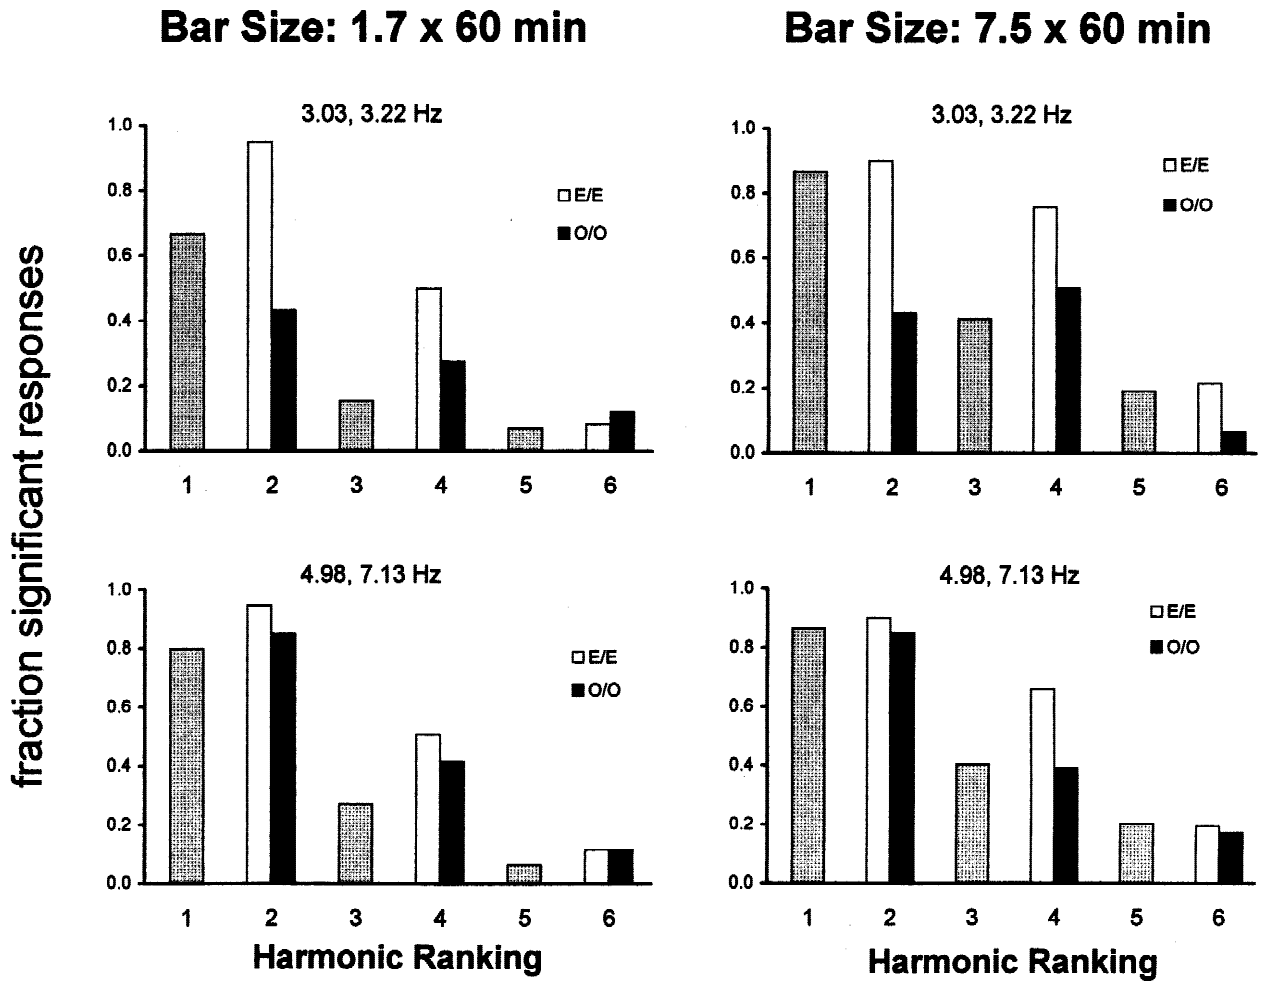 Bar Size: 1.7 x 60 min
Bar Size: 7.5 x 60 min
fraction significant responses
3.03, 3.22 Hz
1.0
0.8
0.6
0.4
0.2
0.0
E/E
O/O
1 2 3 4 5 6
3.03, 3.22 Hz
1.0
0.8
0.6
0.4
0.2
0.0
E/E
O/O
1 2 3 4 5 6
4.98, 7.13 Hz
1.0
0.8
0.6
0.4
0.2
0.0
E/E
O/O
1 2 3 4 5 6
Harmonic Ranking
4.98, 7.13 Hz
1.0
0.8
0.6
0.4
0.2
0.0
E/E
O/O
1 2 3 4 5 6
Harmonic Ranking